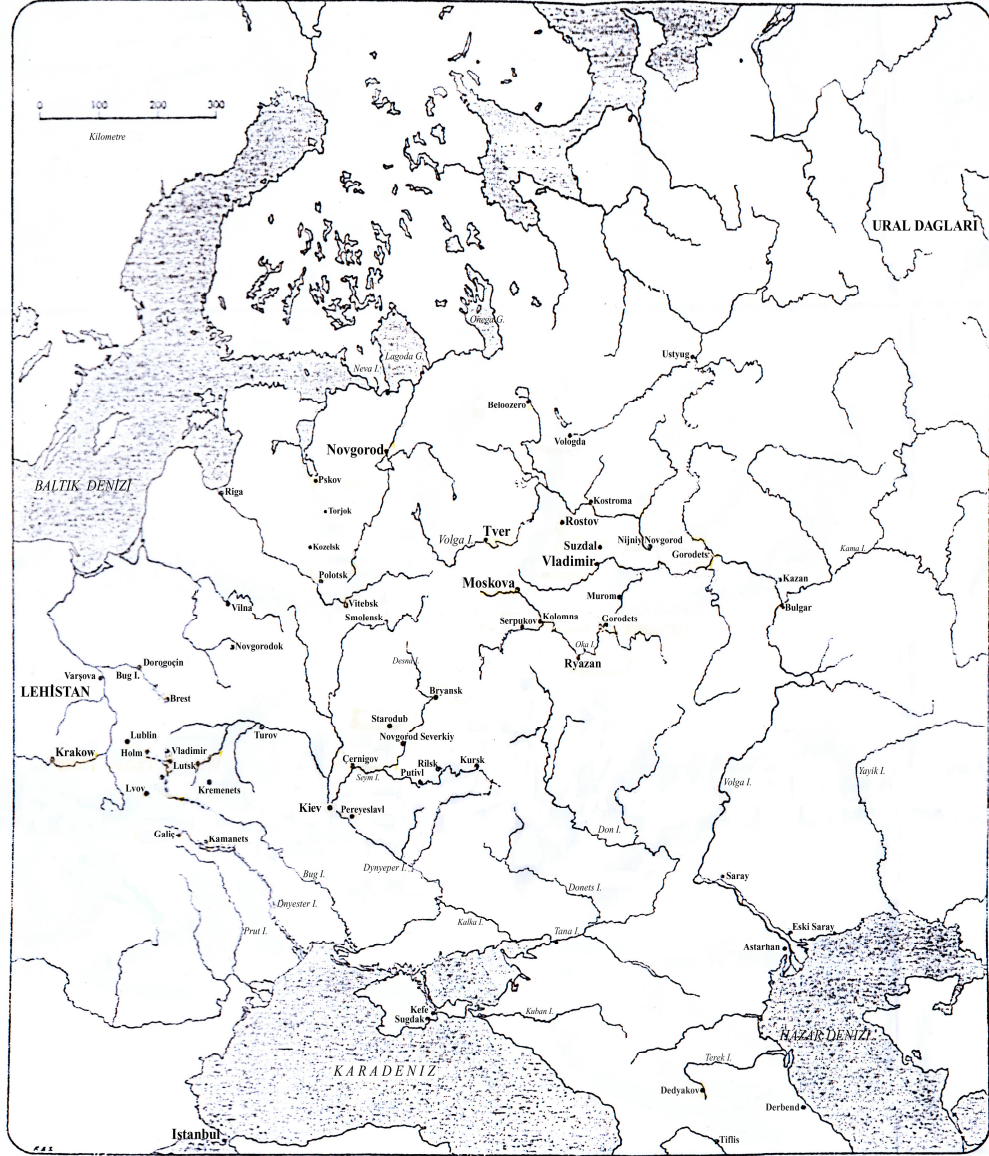 0 100 200 300
Kilometre
URAL DAGLARI
Onega G.
Lagoda G.
Neva I.
Ustyug
Beloozero
Vologda
Novgorod
BALTIK DENİZİ
Pskov
Riga
Torjok
Kostroma
Rostov
Tver
Volga I.
Kozelsk
Suzdal
Nijniy Novgorod
Gorodets
Kama I.
Vladimir
Polotsk
Moskova
Kazan
Vitebsk
Murom
Bulgar
Vilna
Smolensk
Serpukov
Kolomna
Gorodets
Novgorodok
Oka I.
Desna I.
Ryazan
Dorogoçin
Varşova
Bug I.
LEHİSTAN
Brest
Bryansk
Starodub
Turov
Lublin
Novgorod Severkiy
Krakow
Holm
Vladimir
Lutsk
Çernigov
Rilsk
Kursk
Seym I.
Putivl
Volga I.
Yayik I.
Lvov
Kremenets
Kiev
Pereyeslavl
Galiç
Kamanets
Don I.
Dynyeper I.
Bug I.
Donets I.
Saray
Dnyester I.
Kalka I.
Tana I.
Prut I.
Eski Saray
Astarhan
Kefe
Sugdak
Kuban I.
HAZAR DENİZİ
Terek I.
KARADENIZ
Dedyakov
Derbend
Istanbul
Tiflis